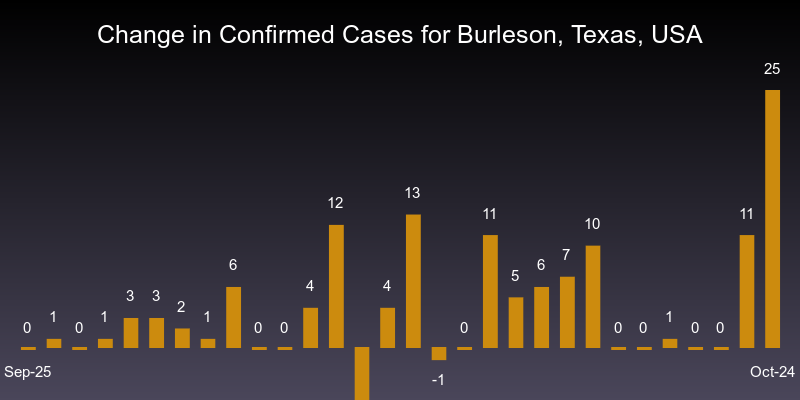 Change in Confirmed Cases for Burleson, Texas, USA
0 1 0 1 3 3 2 1 6 0 0 4 12 4 13 -1 0 11 5 6 7 10 0 0 1 0 0 11 25
Sep-25 Oct-24